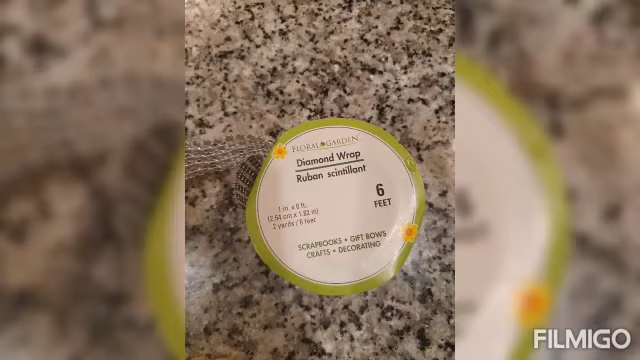 FLORAL GARDEN
Diamond Wrap
Ruban scintillant
6
FEET
1 in. x 6 ft.
(2.54 cm x 1.82 m)
2 yards / 6 feet
SCRAPBOOKS • GIFT BOWS
CRAFTS • DECORATING
FILMIGO